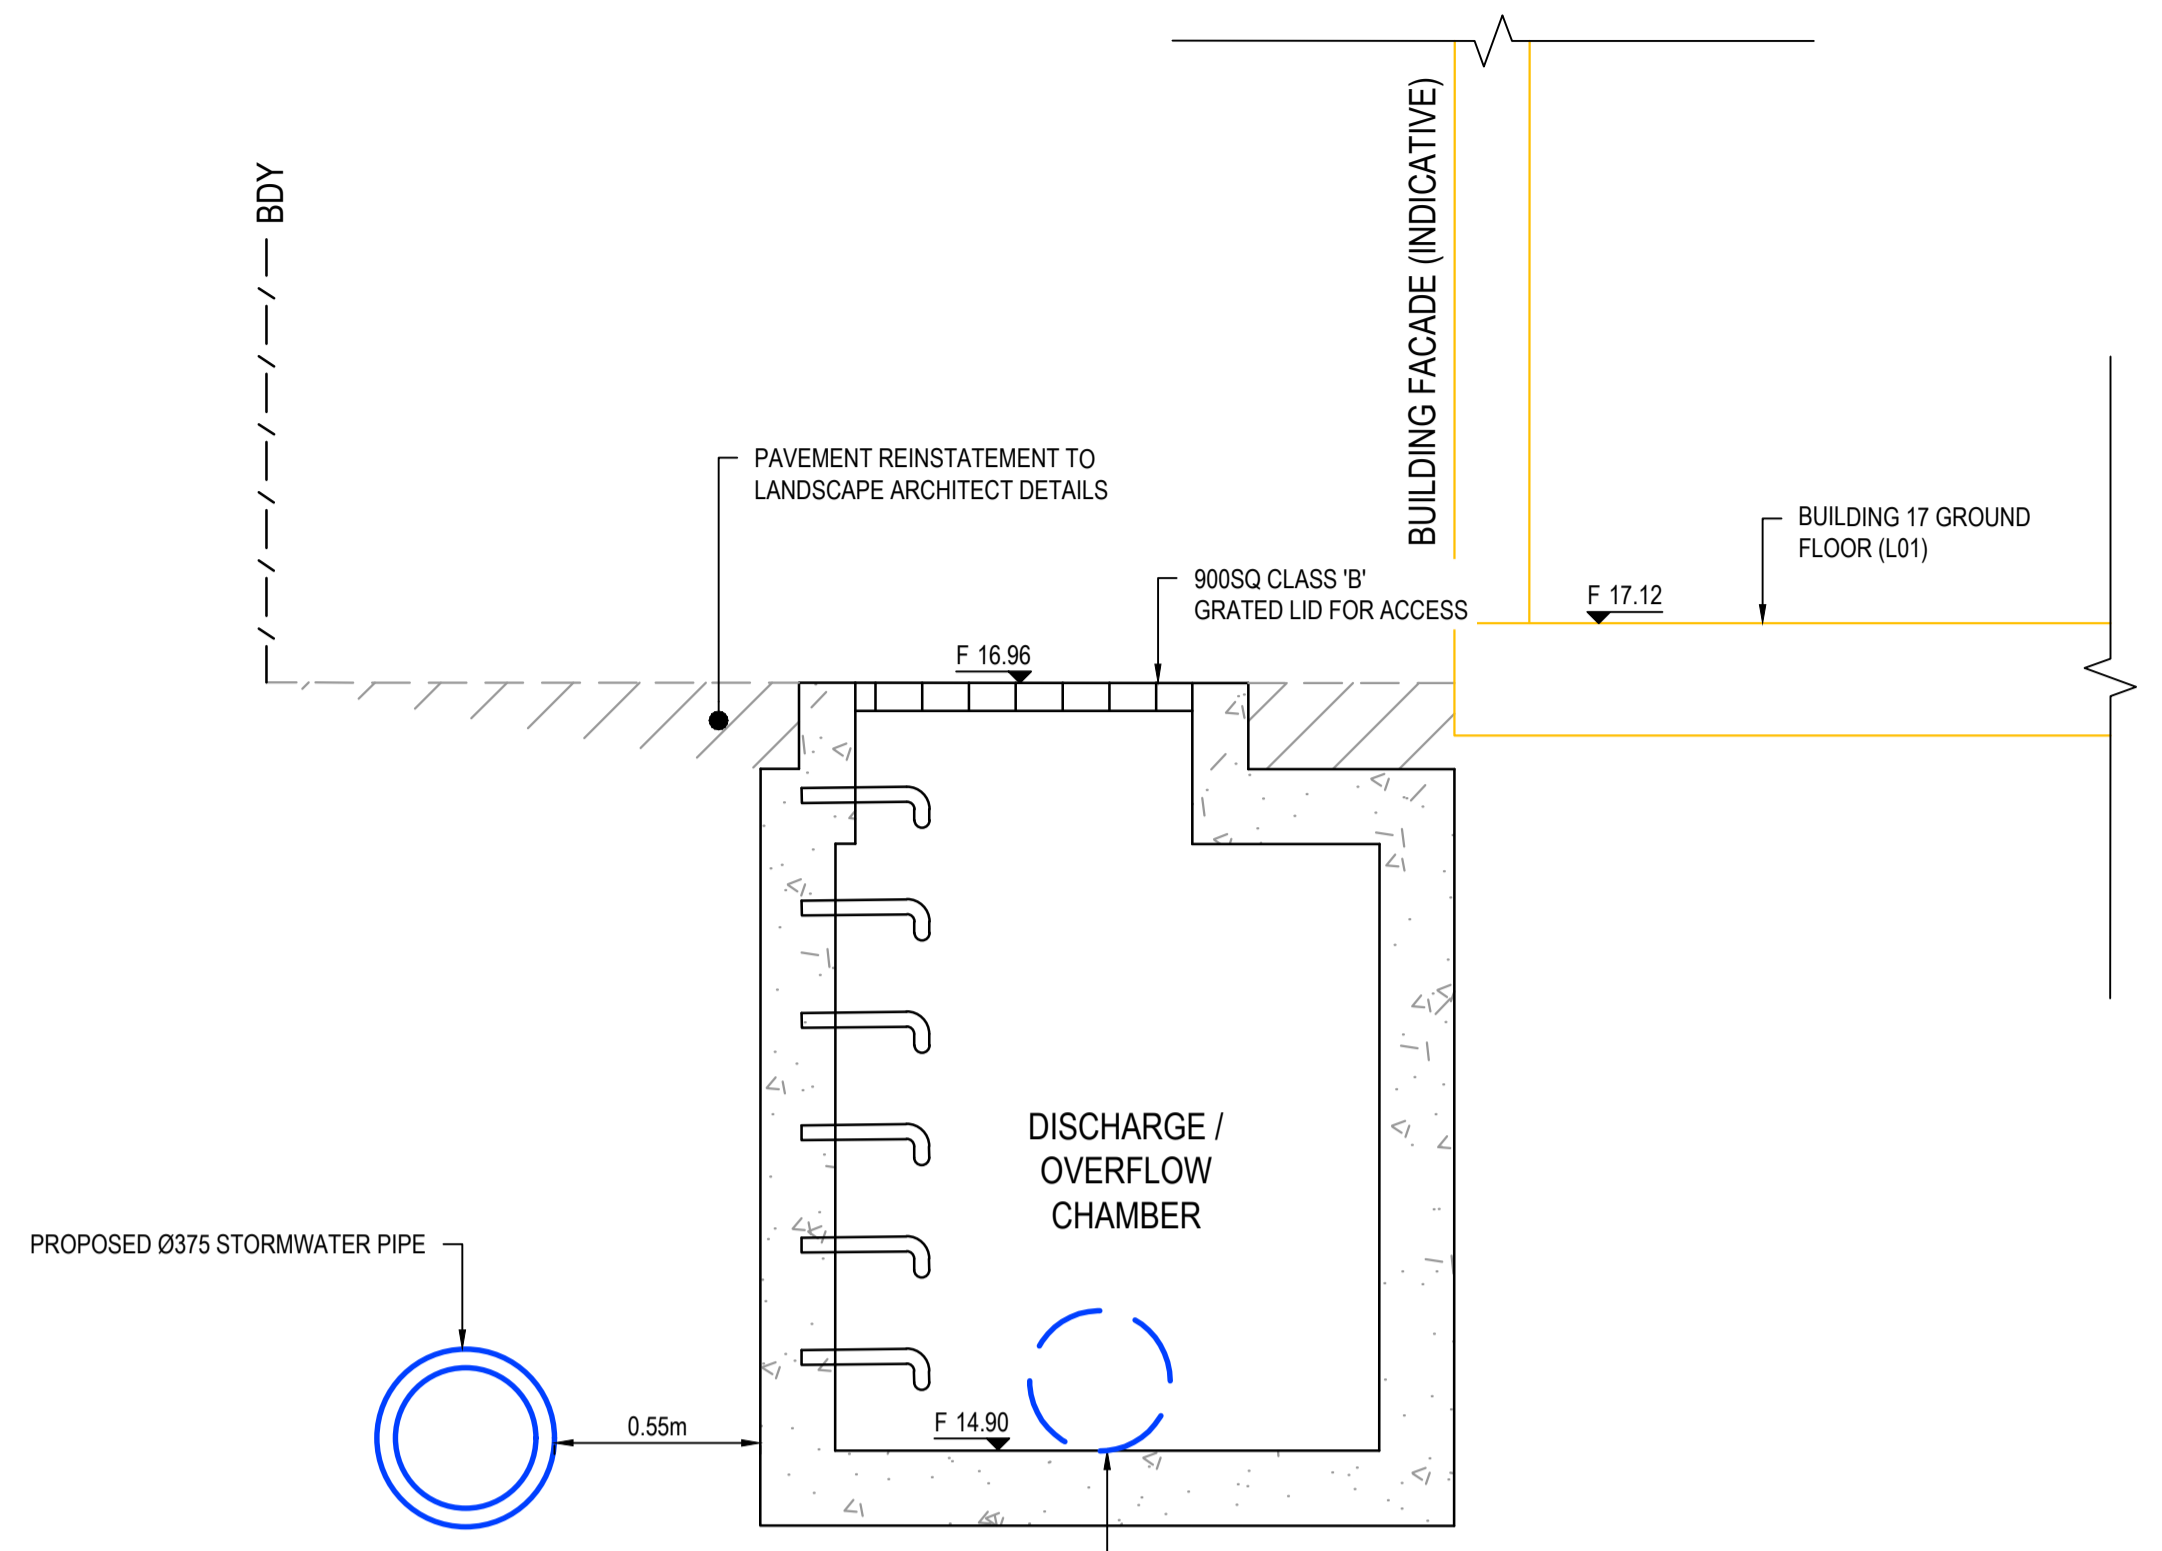 BDY
BUILDING FACADE (INDICATIVE)
PAVEMENT REINSTATEMENT TO
LANDSCAPE ARCHITECT DETAILS
BUILDING 17 GROUND
FLOOR (L01)
900SQ CLASS 'B'
GRATED LID FOR ACCESS
F 17.12
F 16.96
DISCHARGE /
OVERFLOW
CHAMBER
PROPOSED Ø375 STORMWATER PIPE
0.55m
F 14.90